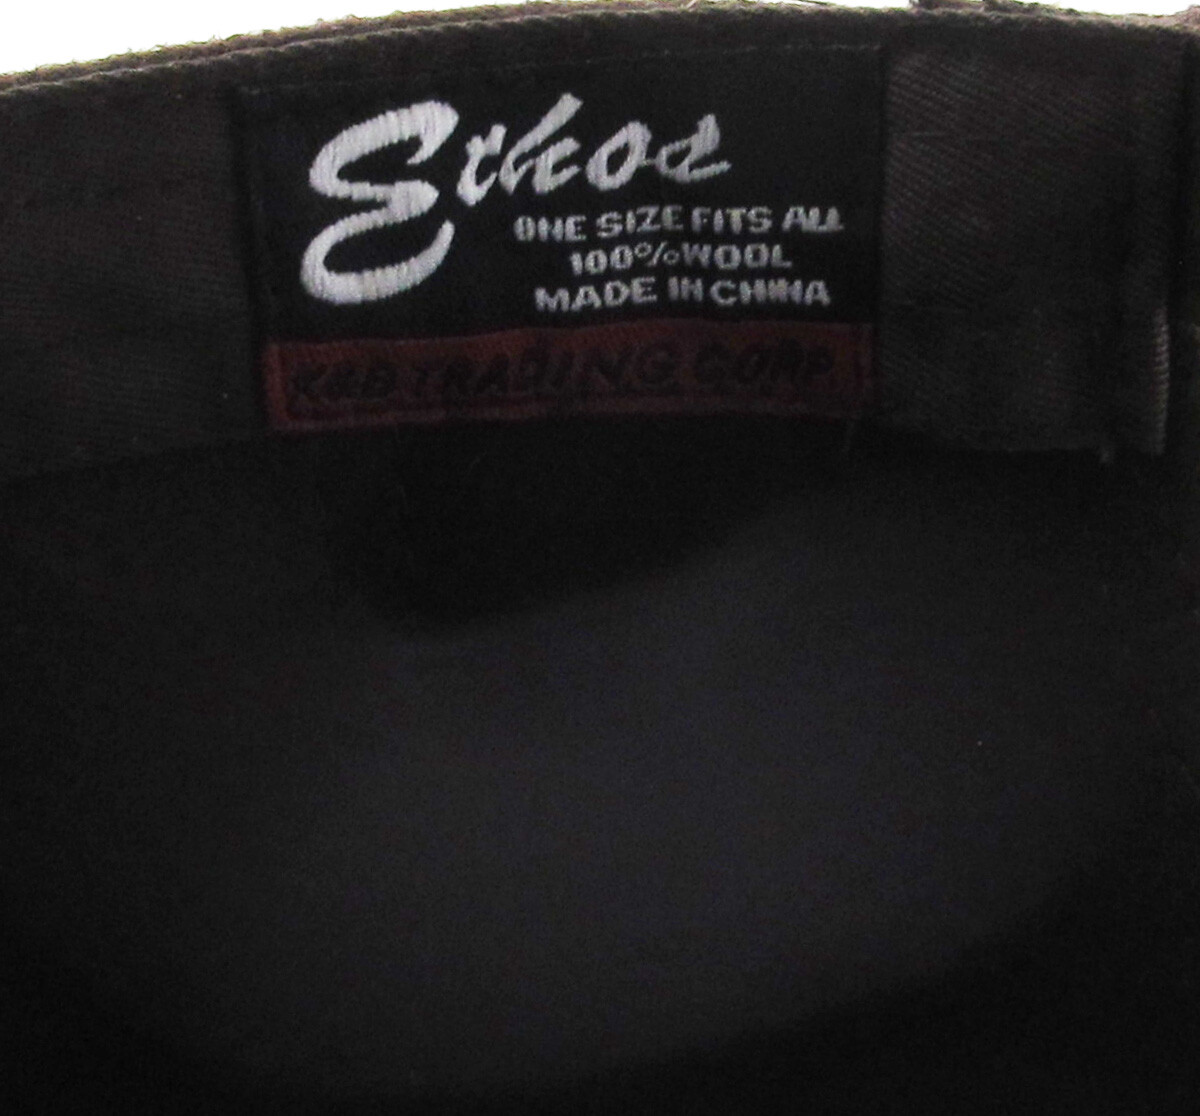 Ethos
ONE SIZE FITS ALL
100%WOOL
MADE IN CHINA
K&B TRADING CORP.